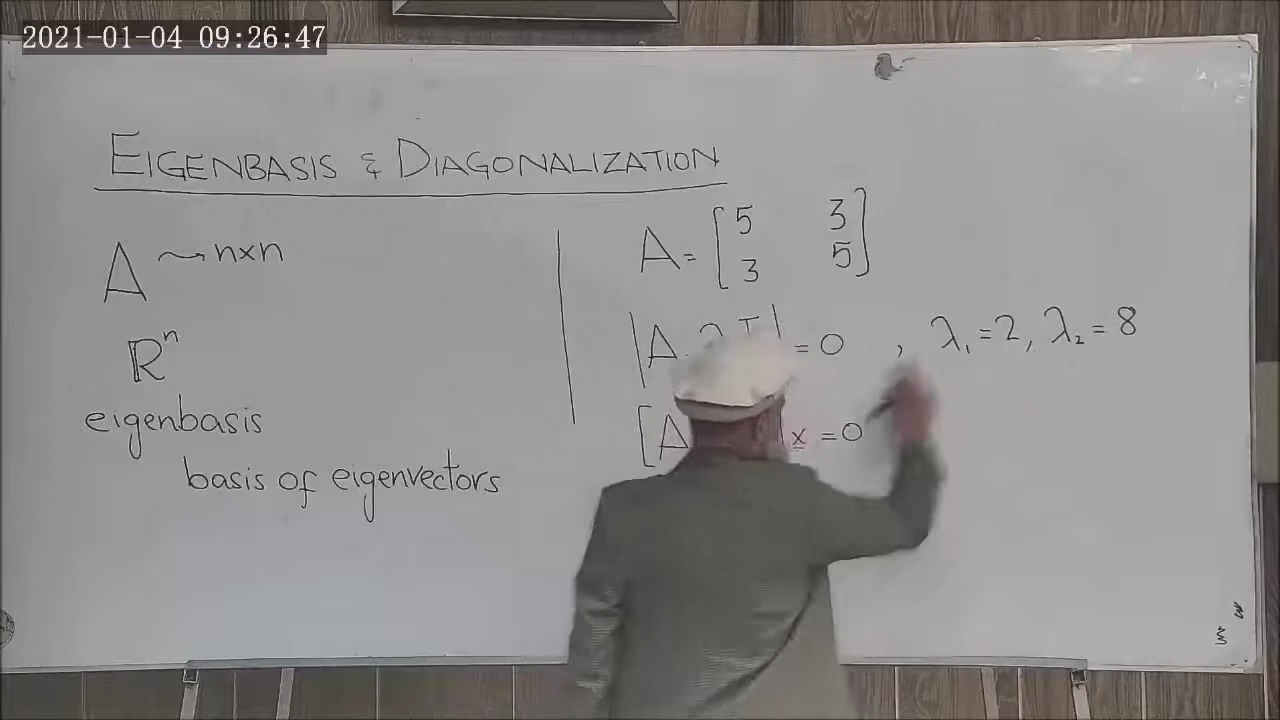 2021-01-04 09:26:47
EIGENBASIS & DIAGONALIZATION
A ⤳ n×n
ℝⁿ
eigenbasis
basis of eigenvectors
A = [5 3
3 5]
|A - λI| = 0 , λ₁ = 2, λ₂ = 8
[A x = 0